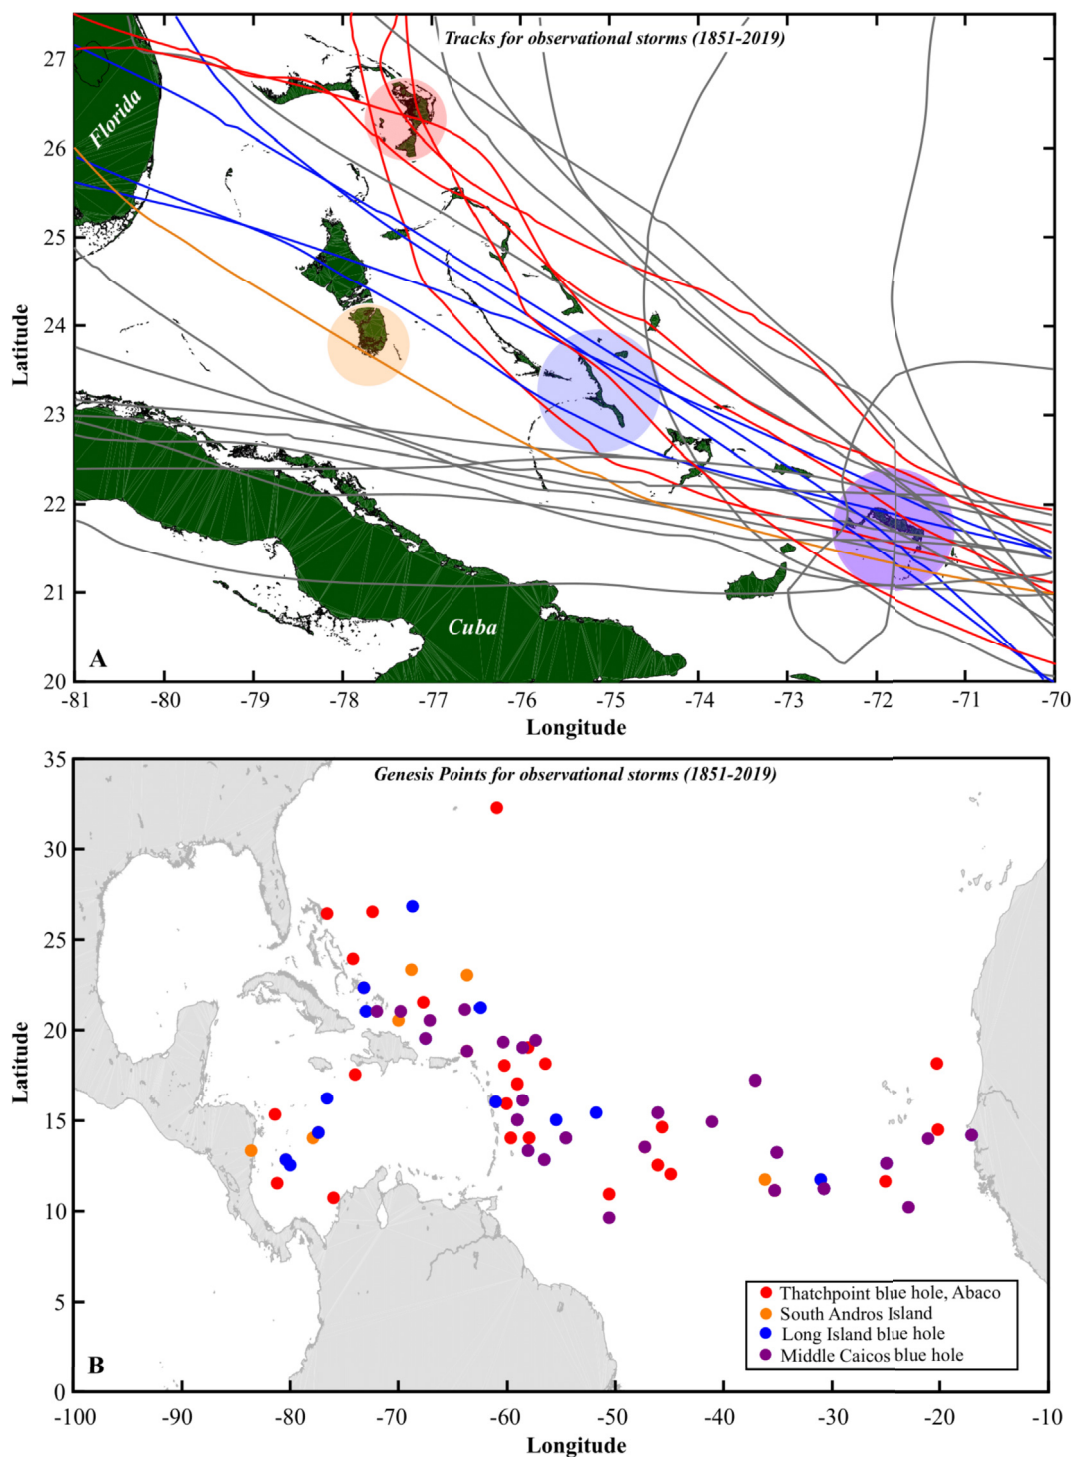 Tracks for observational storms (1851-2019)
27
26
25
24
23
22
21
20
Latitude
Florida
Cuba
A
-81
-80
-79
-78
-77
-76
-75
-74
-73
-72
-71
-70
Longitude
Genesis Points for observational storms (1851-2019)
35
30
25
20
15
10
5
0
Latitude
Thatchpoint blue hole, Abaco
South Andros Island
Long Island blue hole
Middle Caicos blue hole
B
-100
-90
-80
-70
-60
-50
-40
-30
-20
-10
Longitude